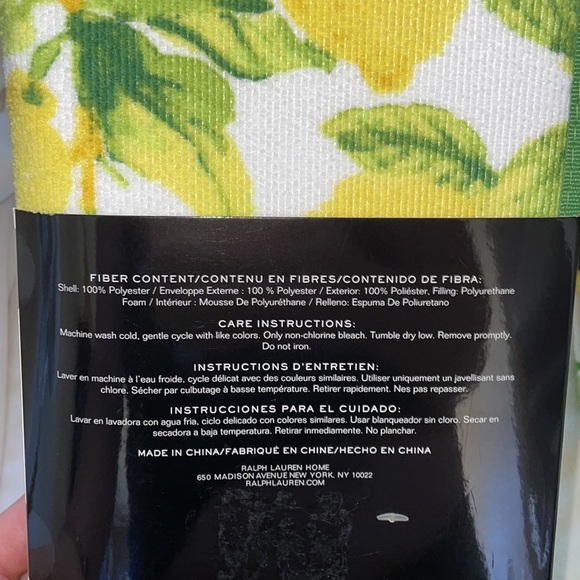 FIBER CONTENT/CONTENU EN FIBRES/CONTENIDO DE FIBRA:
Shell: 100% Polyester / Enveloppe Externe : 100 % Polyester / Exterior: 100% Poliéster, Filling: Polyurethane
Foam / Intérieur : Mousse De Polyuréthane / Relleno: Espuma De Poliuretano
CARE INSTRUCTIONS:
Machine wash cold, gentle cycle with like colors. Only non-chlorine bleach. Tumble dry low. Remove promptly.
Do not iron.
INSTRUCTIONS D'ENTRETIEN:
Laver en machine à l'eau froide, cycle délicat avec des couleurs similaires. Utiliser uniquement un javellisant sans
chlore. Sécher par culbutage à basse température. Retirer rapidement. Nes pas repasser.
INSTRUCCIONES PARA EL CUIDADO:
Lavar en lavadora con agua fria, ciclo delicado con colores similares. Usar blanqueador sin cloro. Secar en
secadora a baja temperatura. Retirar inmediamente. No planchar.
MADE IN CHINA/FABRIQUÉ EN CHINE/HECHO EN CHINA
RALPH LAUREN HOME
650 MADISON AVENUE NEW YORK, NY 10022
RALPHLAUREN.COM